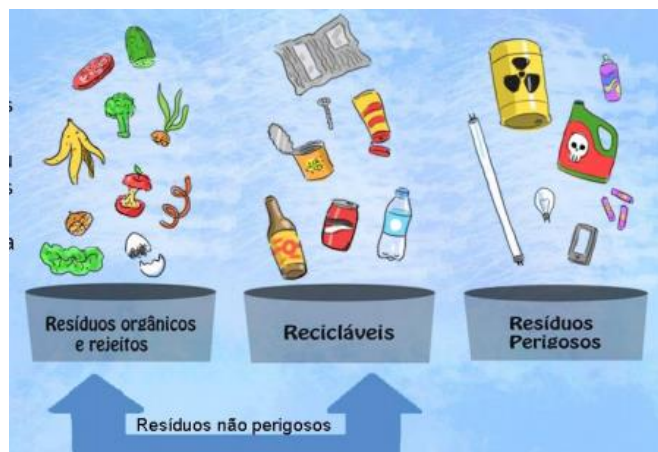 Resíduos orgânicos
e rejeitos
Recicláveis
Resíduos
Perigosos
Resíduos não perigosos